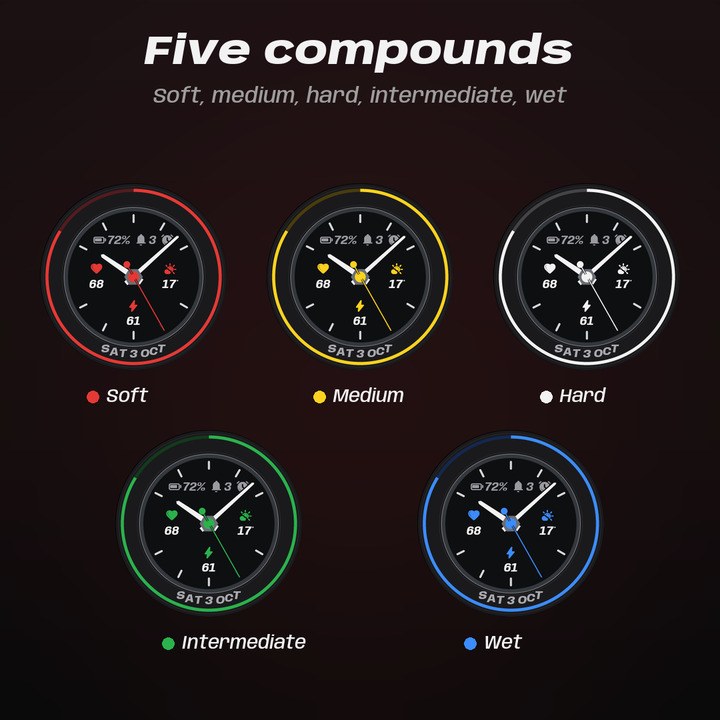 Five compounds
Soft, medium, hard, intermediate, wet
72% 3
68 17°
61
SAT 3 OCT
72% 3
68 17°
61
SAT 3 OCT
72% 3
68 17°
61
SAT 3 OCT
Soft
Medium
Hard
72% 3
68 17°
61
SAT 3 OCT
72% 3
68 17°
61
SAT 3 OCT
Intermediate
Wet